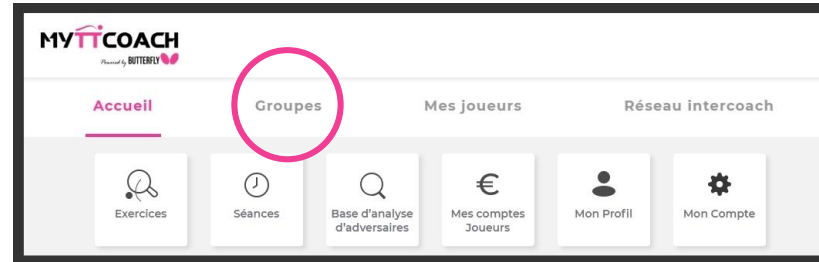 MYTTCOACH
Powered by BUTTERFLY
Accueil Groupes Mes joueurs Réseau intercoach
€
Exercices Séances Base d'analyse d'adversaires Mes comptes Joueurs Mon Profil Mon Compte